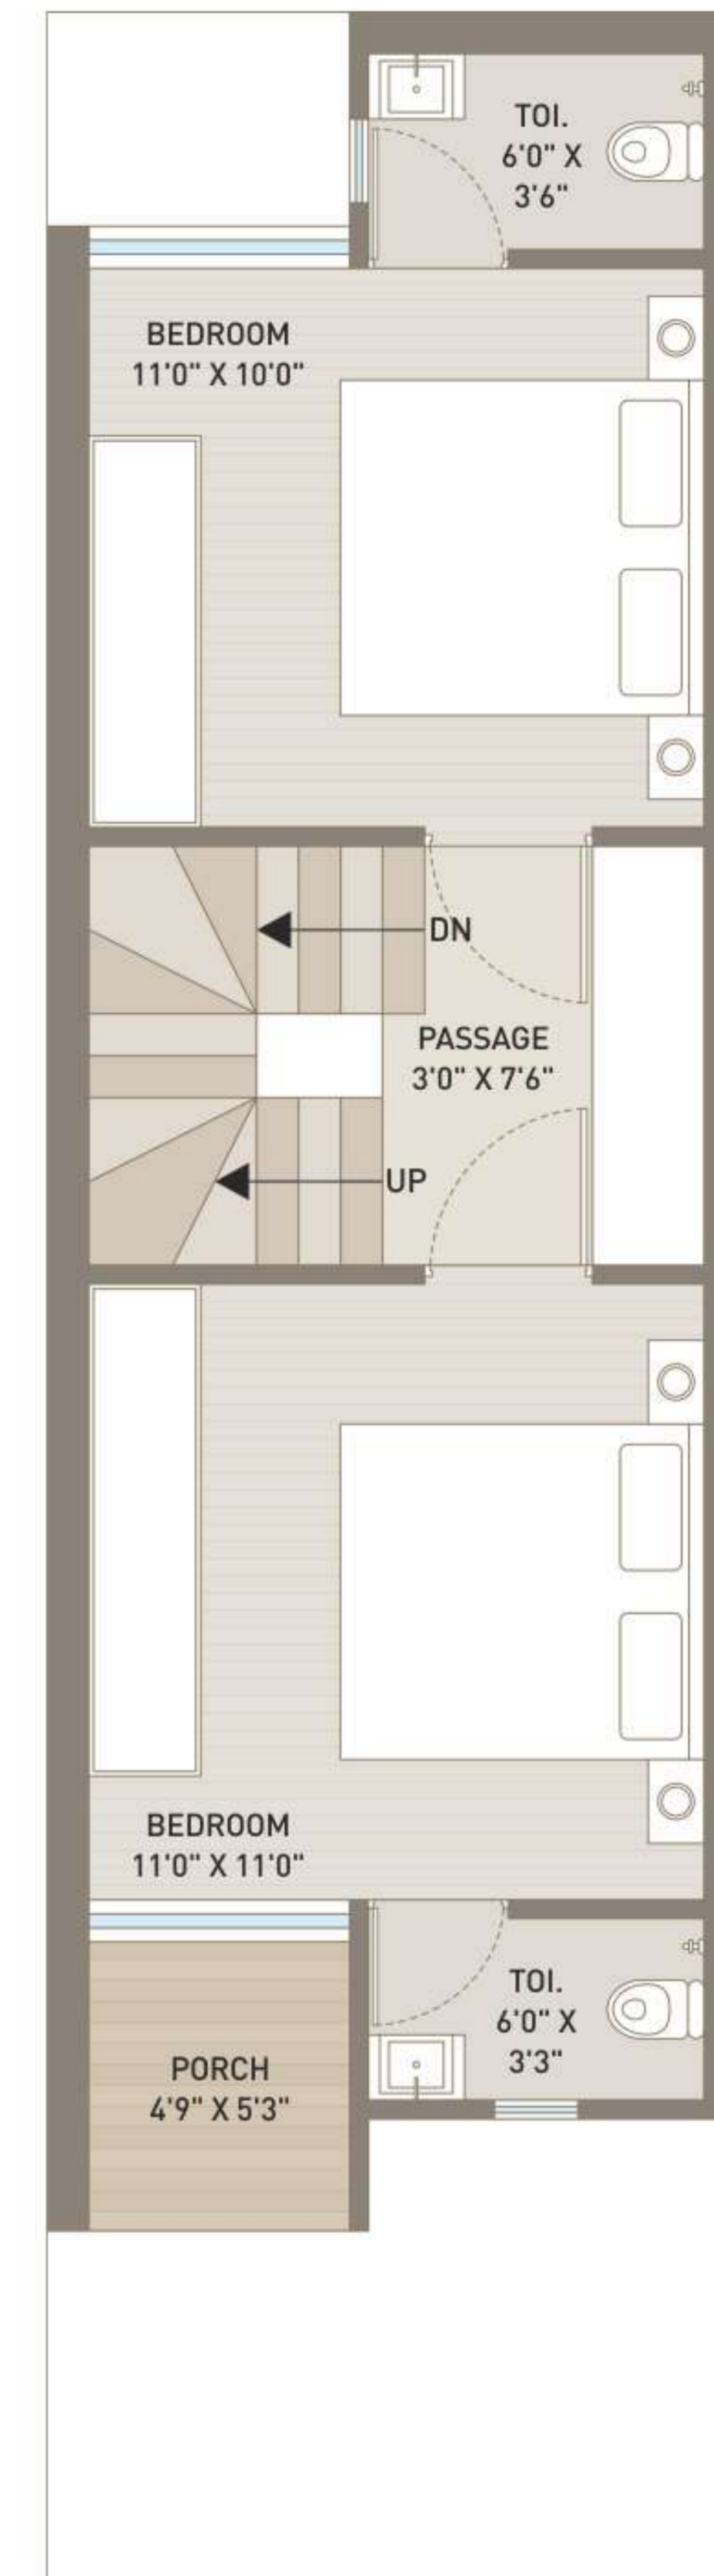 TOI.
6'0" X
3'6"
BEDROOM
11'0" X 10'0"
DN
PASSAGE
3'0" X 7'6"
UP
BEDROOM
11'0" X 11'0"
TOI.
6'0" X
3'3"
PORCH
4'9" X 5'3"